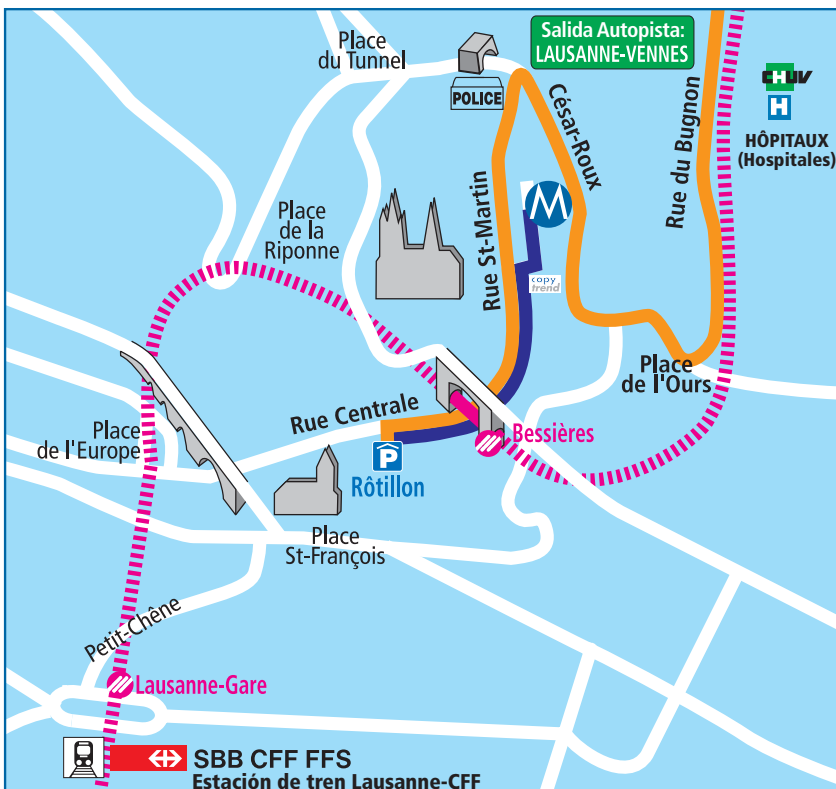 Place
du Tunnel
POLICE
Salida Autopista:
LAUSANNE-VENNES
CHUV
H
HÔPITAUX
(Hospitales)
César-Roux
Rue du Bugnon
Place
de la
Riponne
Rue St-Martin
M
copy
trend
Place
de l'Ours
Rue Centrale
Bessières
Place
de l'Europe
P
Rôtillon
Place
St-François
Petit-Chêne
Lausanne-Gare
SBB CFF FFS
Estación de tren Lausanne-CFF